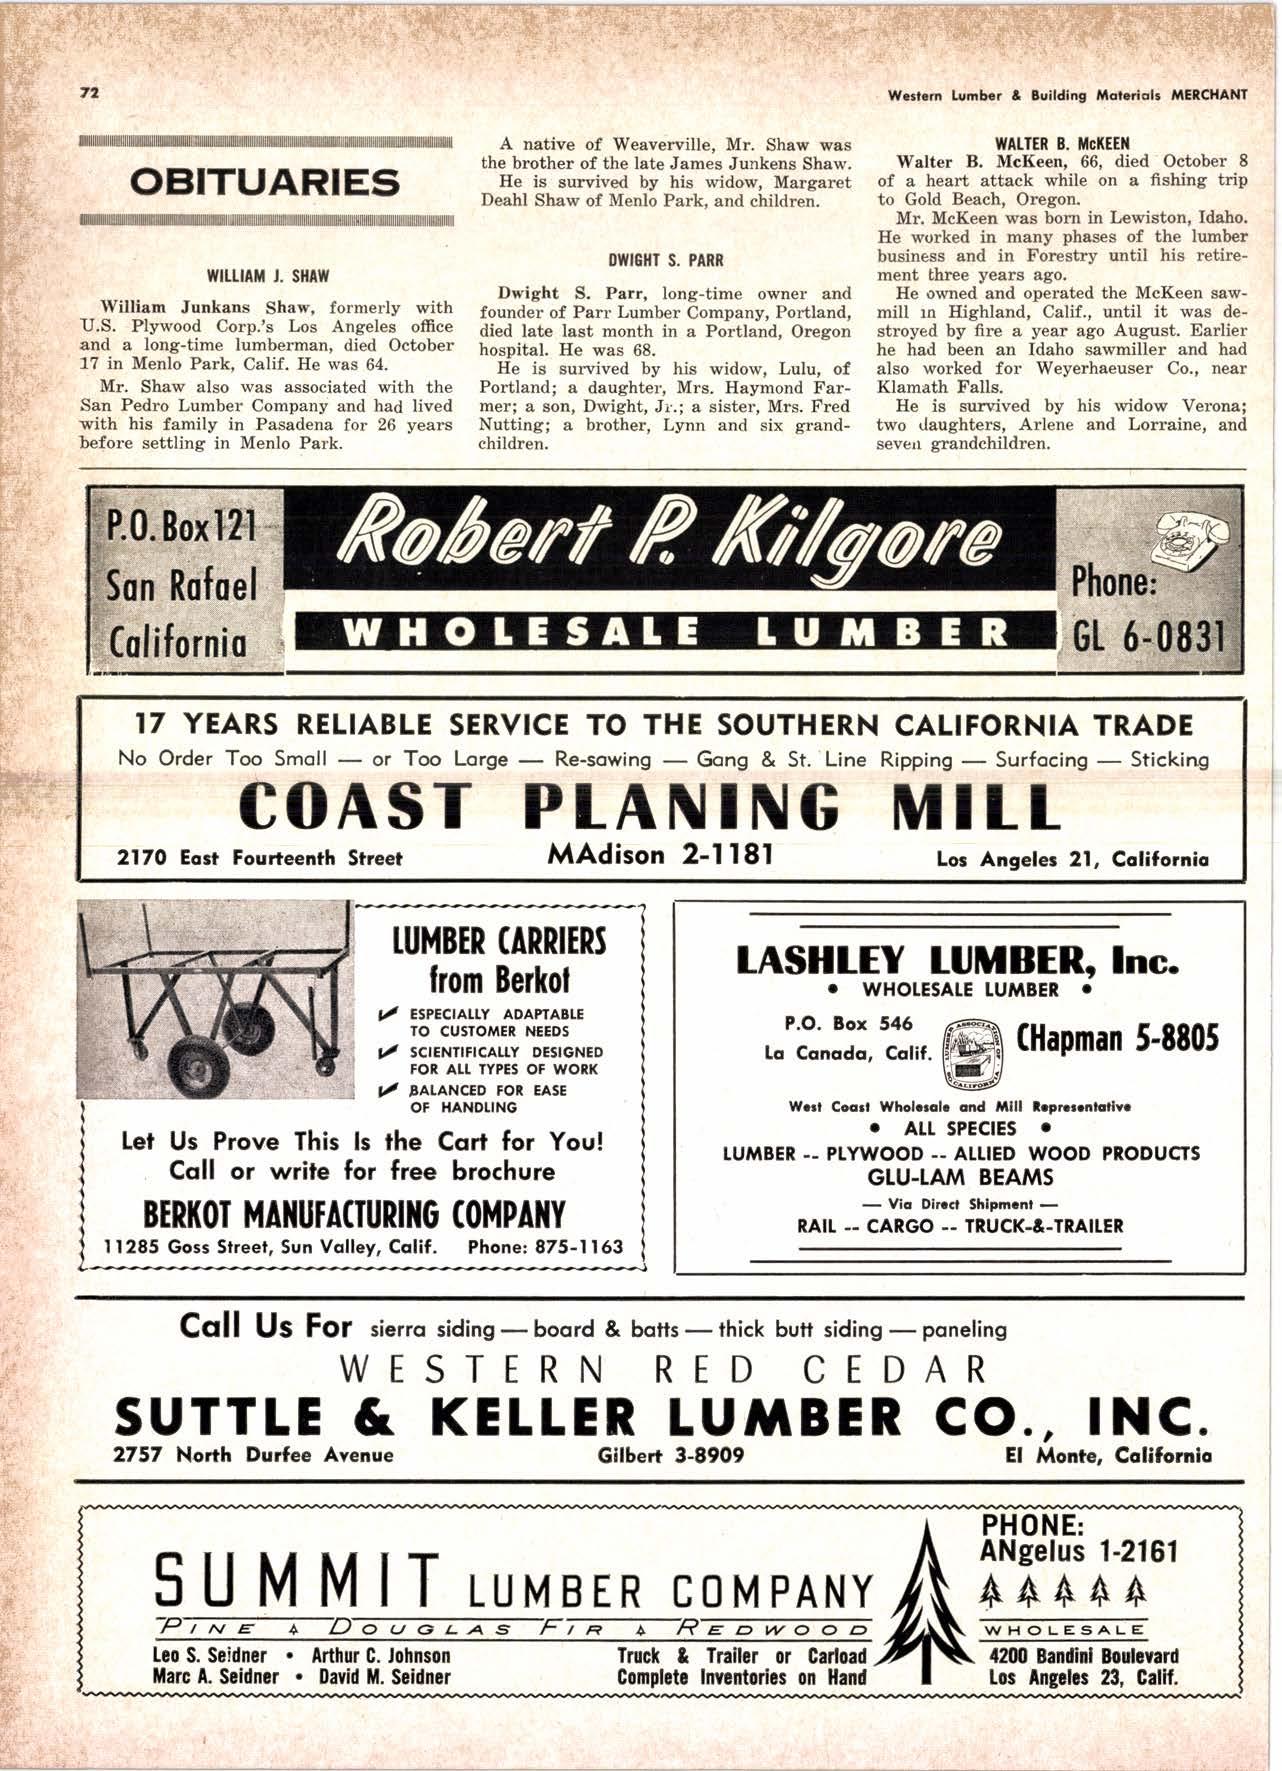 72
Western Lumber & Building Materials MERCHANT
OBITUARIES
WILLIAM J. SHAW
William Junkans Shaw, formerly with
U.S. Plywood Corp.'s Los Angeles office
and a long-time lumberman, died October
17 in Menlo Park, Calif. He was 64.
Mr. Shaw also was associated with the
San Pedro Lumber Company and had lived
with his family in Pasadena for 26 years
before settling in Menlo Park.
A native of Weaverville, Mr. Shaw was
the brother of the late James Junkens Shaw.
He is survived by his widow, Margaret
Deahl Shaw of Menlo Park, and children.
DWIGHT S. PARR
Dwight S. Parr, long-time owner and
founder of Parr Lumber Company, Portland,
died late last month in a Portland, Oregon
hospital. He was 68.
He is survived by his widow, Lulu, of
Portland; a daughter, Mrs. Haymond Far-
mer; a son, Dwight, Jr.; a sister, Mrs. Fred
Nutting; a brother, Lynn and six grand-
children.
WALTER B. McKEEN
Walter B. McKeen, 66, died October 8
of a heart attack while on a fishing trip
to Gold Beach, Oregon.
Mr. McKeen was born in Lewiston, Idaho.
He worked in many phases of the lumber
business and in Forestry until his retire-
ment three years ago.
He owned and operated the McKeen saw-
mill in Highland, Calif., until it was de-
stroyed by fire a year ago August. Earlier
he had been an Idaho sawmiller and had
also worked for Weyerhaeuser Co., near
Klamath Falls.
He is survived by his widow Verona;
two daughters, Arlene and Lorraine, and
seven grandchildren.
P.O. Box 121
San Rafael
California
Robert P. Kilgore
WHOLESALE LUMBER
Phone:
GL 6-0831
17 YEARS RELIABLE SERVICE TO THE SOUTHERN CALIFORNIA TRADE
No Order Too Small — or Too Large — Re-sawing — Gang & St. Line Ripping — Surfacing — Sticking
COAST PLANING MILL
2170 East Fourteenth Street MAdison 2-1181 Los Angeles 21, California
LUMBER CARRIERS
from Berkot
ESPECIALLY ADAPTABLE
TO CUSTOMER NEEDS
SCIENTIFICALLY DESIGNED
FOR ALL TYPES OF WORK
BALANCED FOR EASE
OF HANDLING
Let Us Prove This Is the Cart for You!
Call or write for free brochure
BERKOT MANUFACTURING COMPANY
11285 Goss Street, Sun Valley, Calif. Phone: 875-1163
LASHLEY LUMBER, Inc.
• WHOLESALE LUMBER •
P.O. Box 546
La Canada, Calif.
LUMBER ASSOCIATION OF SO. CALIFORNIA
CHapman 5-8805
West Coast Wholesale and Mill Representative
• ALL SPECIES •
LUMBER -- PLYWOOD -- ALLIED WOOD PRODUCTS
GLU-LAM BEAMS
— Via Direct Shipment —
RAIL -- CARGO -- TRUCK-&-TRAILER
Call Us For sierra siding — board & batts — thick butt siding — paneling
WESTERN RED CEDAR
SUTTLE & KELLER LUMBER CO., INC.
2757 North Durfee Avenue Gilbert 3-8909 El Monte, California
SUMMIT LUMBER COMPANY
PINE DOUGLAS FIR REDWOOD
Leo S. Seidner • Arthur C. Johnson
Marc A. Seidner • David M. Seidner
Truck & Trailer or Carload
Complete Inventories on Hand
PHONE:
ANgelus 1-2161
WHOLESALE
4200 Bandini Boulevard
Los Angeles 23, Calif.